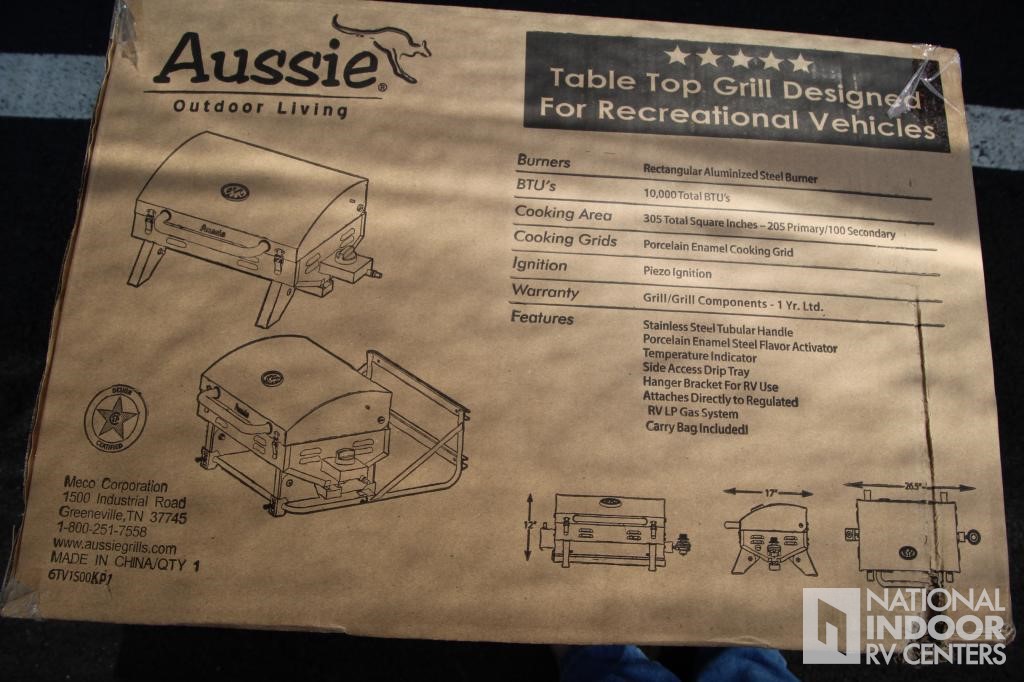 Aussie®
Outdoor Living
Table Top Grill Designed
For Recreational Vehicles
Burners Rectangular Aluminized Steel Burner
BTU's 10,000 Total BTU's
Cooking Area 305 Total Square Inches – 205 Primary/100 Secondary
Cooking Grids Porcelain Enamel Cooking Grid
Ignition Piezo Ignition
Warranty Grill/Grill Components - 1 Yr. Ltd.
Features Stainless Steel Tubular Handle
Porcelain Enamel Steel Flavor Activator
Temperature Indicator
Side Access Drip Tray
Hanger Bracket For RV Use
Attaches Directly to Regulated
RV LP Gas System
Carry Bag Included!
Aussie
Aussie
DESIGN
CERTIFIED
Meco Corporation
1500 Industrial Road
Greeneville, TN 37745
1-800-251-7558
www.aussiegrills.com
MADE IN CHINA/QTY 1
6TV1S00KP1
12"
17"
26.5"
NATIONAL
INDOOR
RV CENTERS